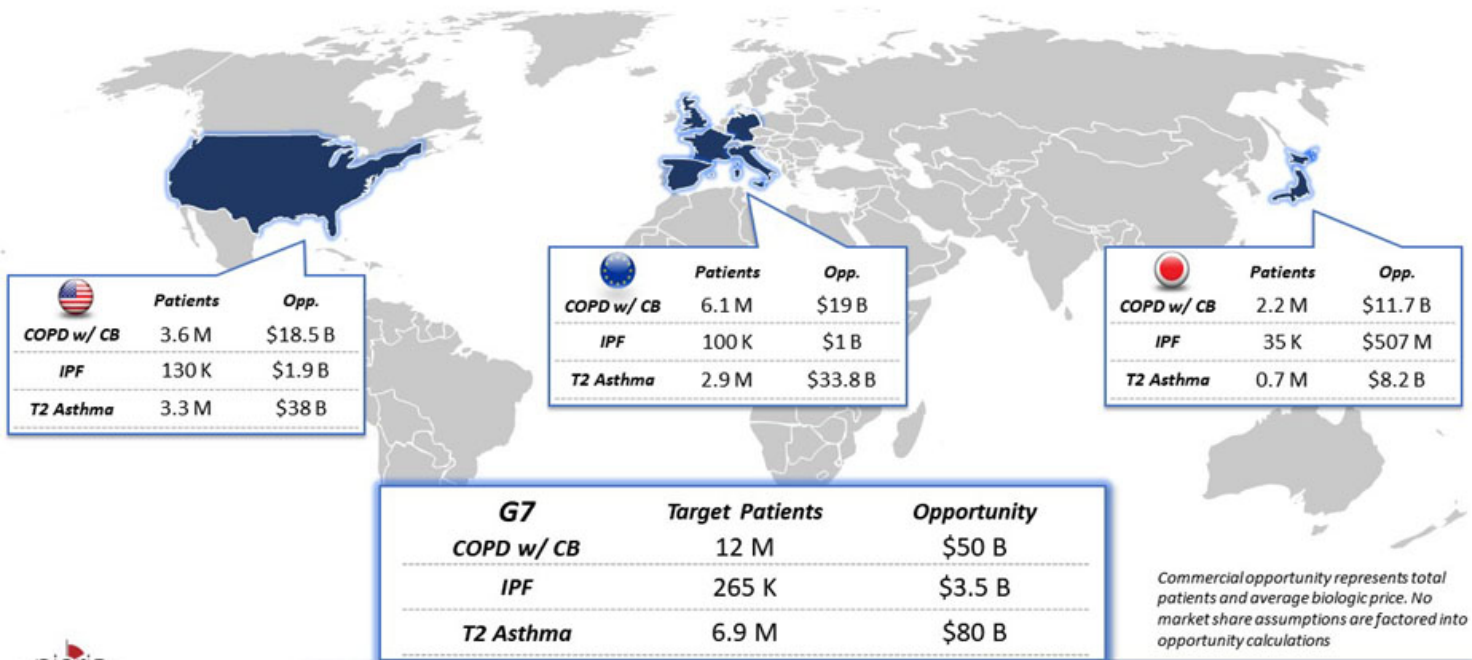 Patients Opp.
COPD w/ CB 3.6 M $18.5 B
IPF 130 K $1.9 B
T2 Asthma 3.3 M $38 B
Patients Opp.
COPD w/ CB 6.1 M $19 B
IPF 100 K $1 B
T2 Asthma 2.9 M $33.8 B
Patients Opp.
COPD w/ CB 2.2 M $11.7 B
IPF 35 K $507 M
T2 Asthma 0.7 M $8.2 B
G7 Target Patients Opportunity
COPD w/ CB 12 M $50 B
IPF 265 K $3.5 B
T2 Asthma 6.9 M $80 B
Commercial opportunity represents total
patients and average biologic price. No
market share assumptions are factored into
opportunity calculations